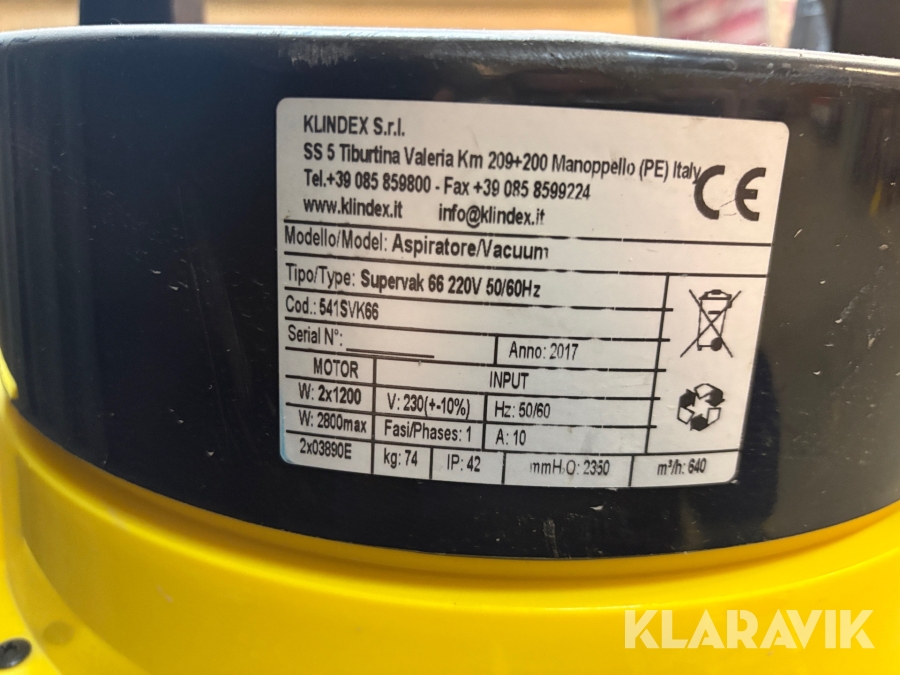 KLINDEX S.r.l.
SS 5 Tiburtina Valeria Km 209+200 Manoppello (PE) Italy
Tel.+39 085 859800 - Fax +39 085 8599224
www.klindex.it info@klindex.it
CE
Modello/Model: Aspiratore/Vacuum
Tipo/Type: Supervak 66 220V 50/60Hz
Cod.: 541SVK66
Serial N°: Anno: 2017
MOTOR INPUT
W: 2x1200 V: 230(+-10%) Hz: 50/60
W: 2800max Fasi/Phases: 1 A: 10
2x03890E kg: 74 IP: 42 mmH2O: 2350 m³/h: 640
KLARAVIK